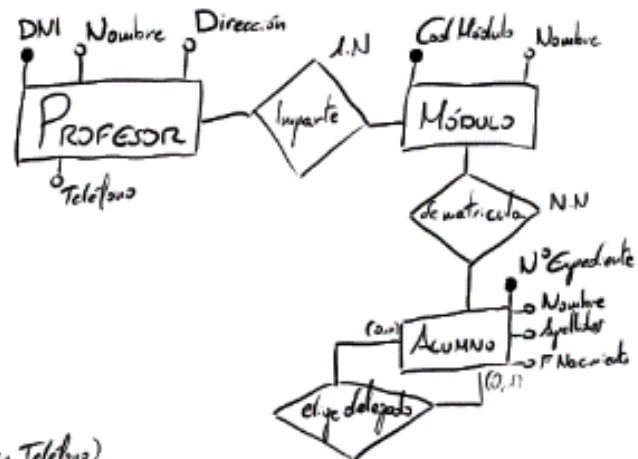 DNI
Nombre
Dirección
PROFESOR
Teléfono
1.N
Imparte
Cod Módulo
Nombre
MÓDULO
Se matricula
N.N
Nº Expediente
Nombre
Apellidos
F Nacimiento
ALUMNO
(0,n)
(0,1)
elige delegado
Teléfono)